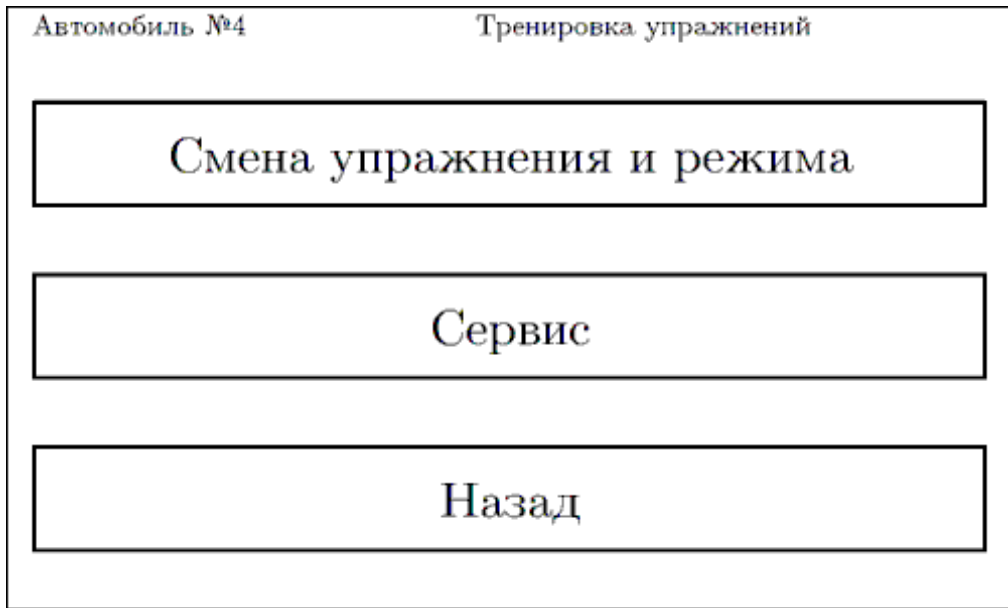 Автомобиль №4 Тренировка упражнений
Смена упражнения и режима
Сервис
Назад